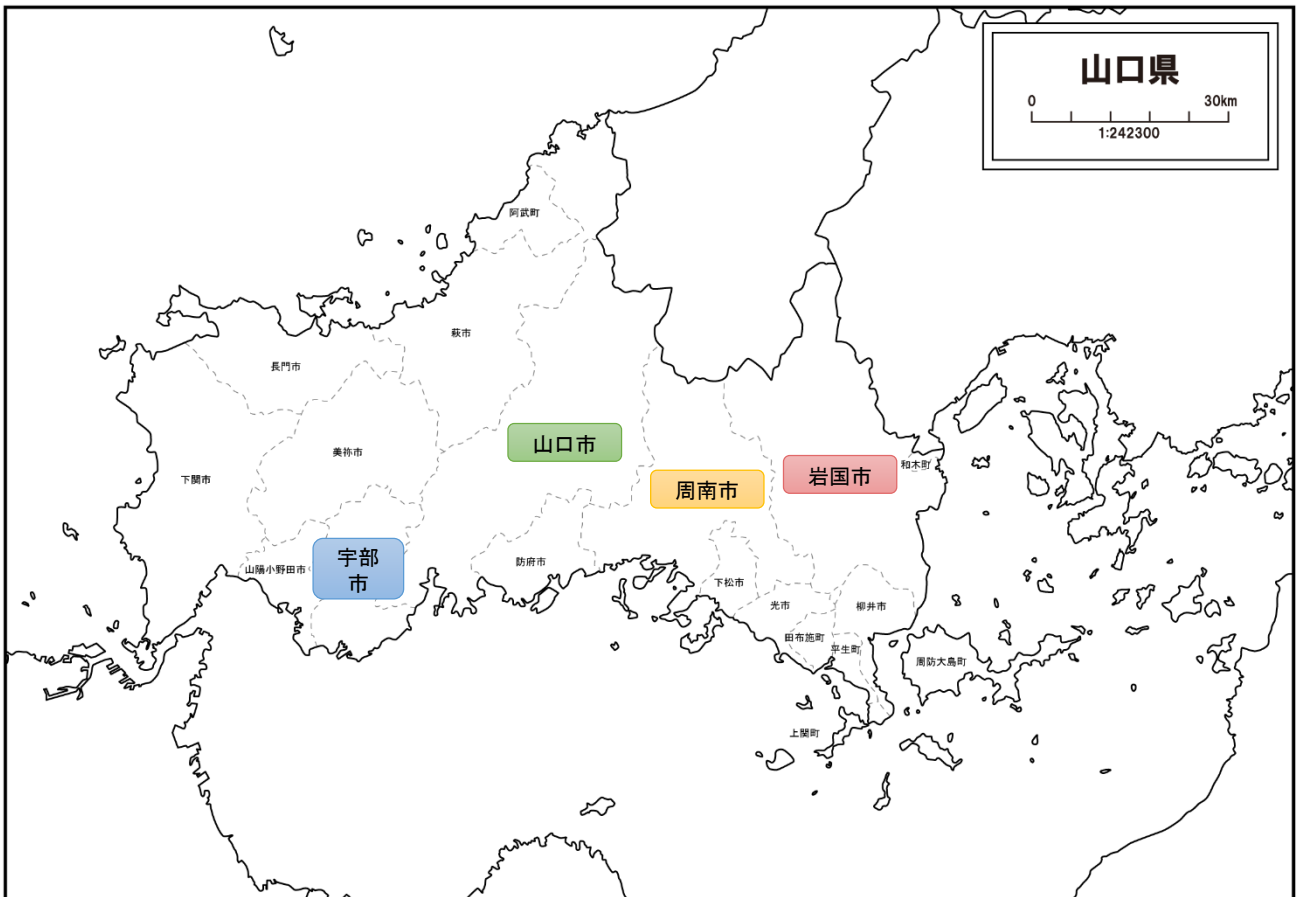 山口県
0 30km
1:242300
阿武町
萩市
長門市
美祢市
山口市
下関市
周南市
岩国市
和木町
宇部
市
山陽小野田市
防府市
下松市
光市
柳井市
田布施町
平生町
周防大島町
上関町